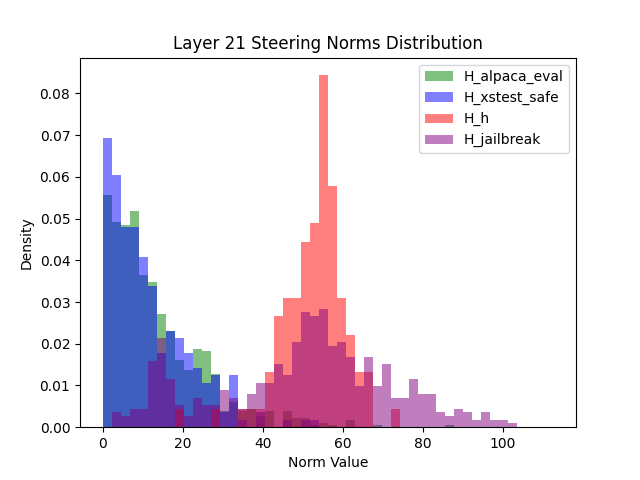 Layer 21 Steering Norms Distribution
H_alpaca_eval
H_xstest_safe
H_h
H_jailbreak
0.08
0.07
0.06
0.05
0.04
0.03
0.02
0.01
0.00
Density
0 20 40 60 80 100
Norm Value